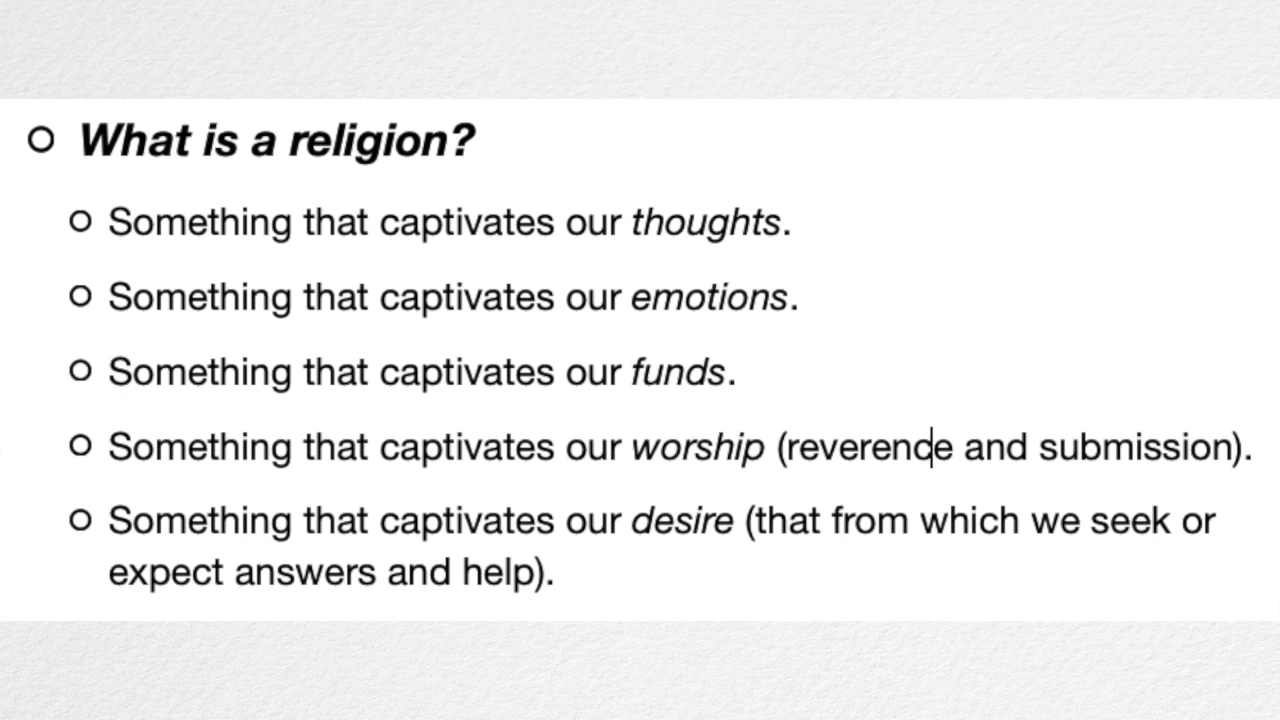 What is a religion?
Something that captivates our thoughts.
Something that captivates our emotions.
Something that captivates our funds.
Something that captivates our worship (reverence and submission).
Something that captivates our desire (that from which we seek or
expect answers and help).